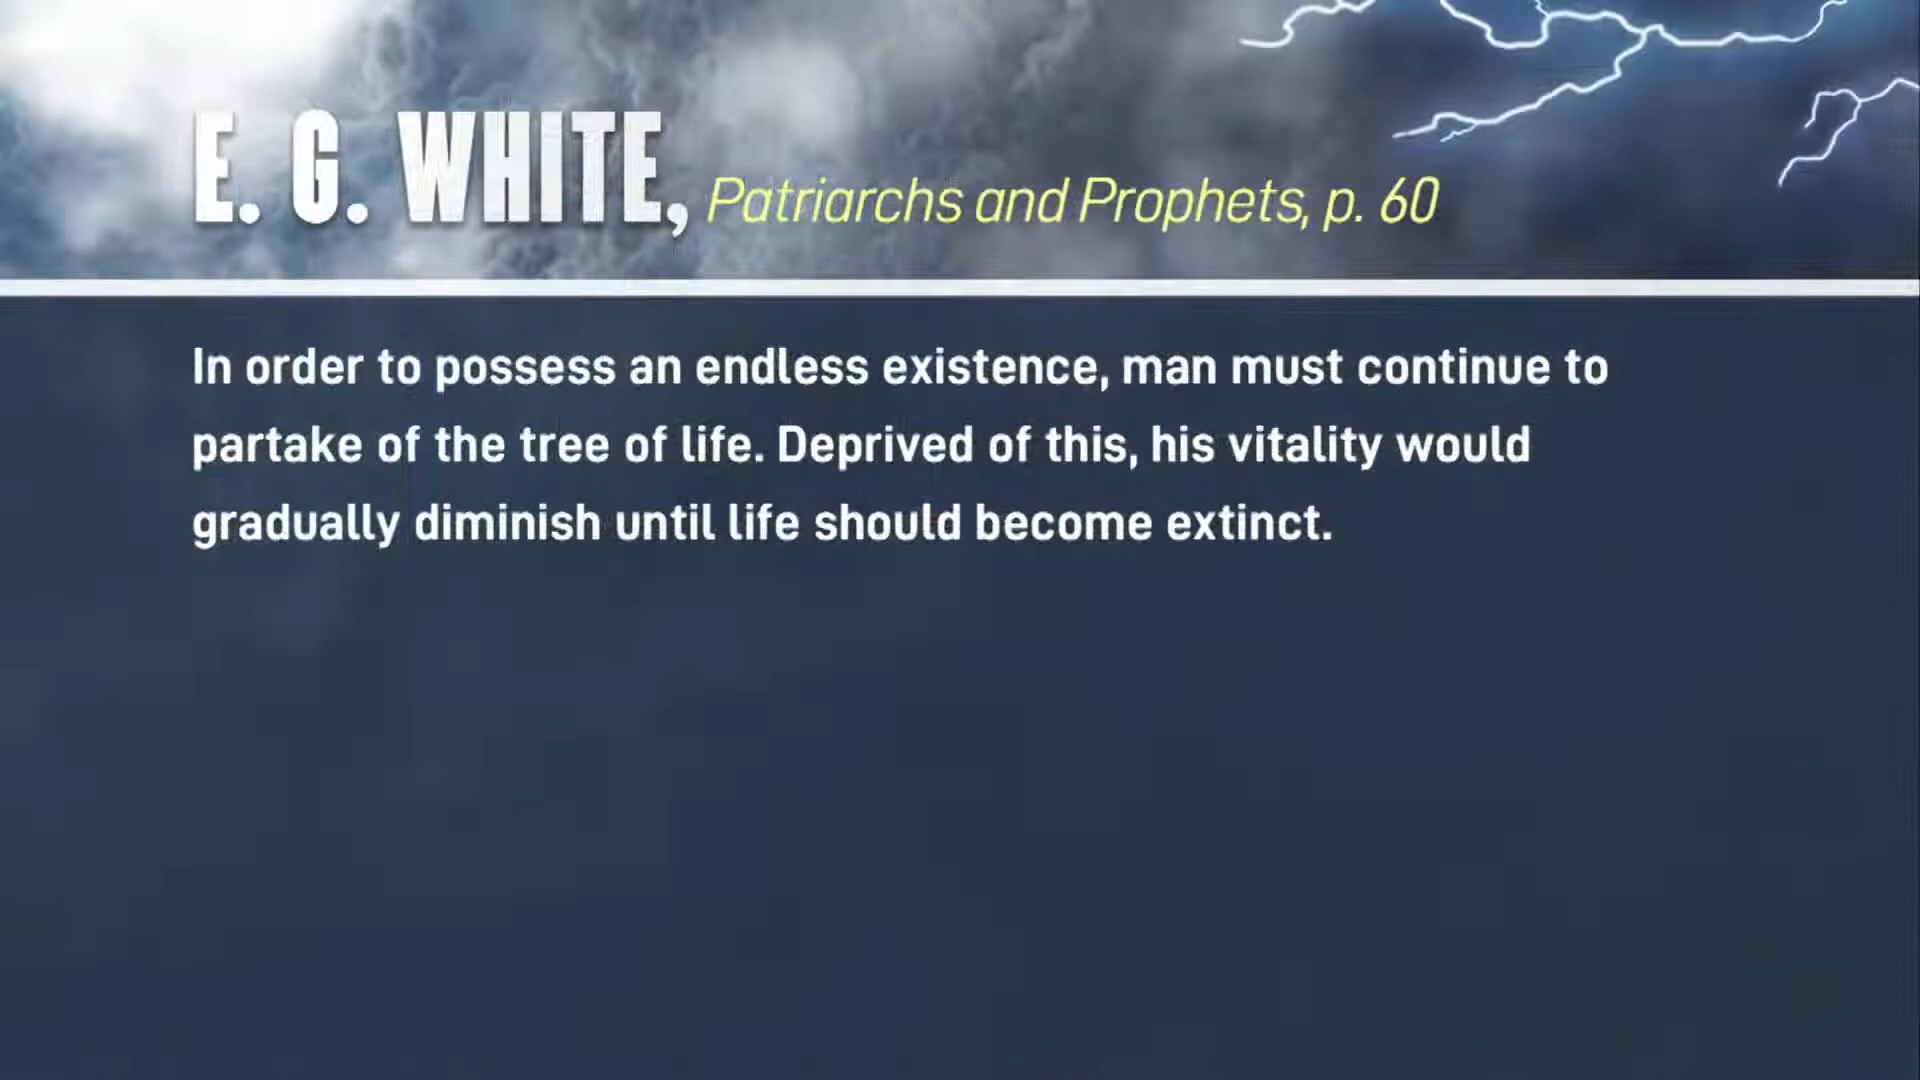 E. G. WHITE, Patriarchs and Prophets, p. 60
In order to possess an endless existence, man must continue to
partake of the tree of life. Deprived of this, his vitality would
gradually diminish until life should become extinct.